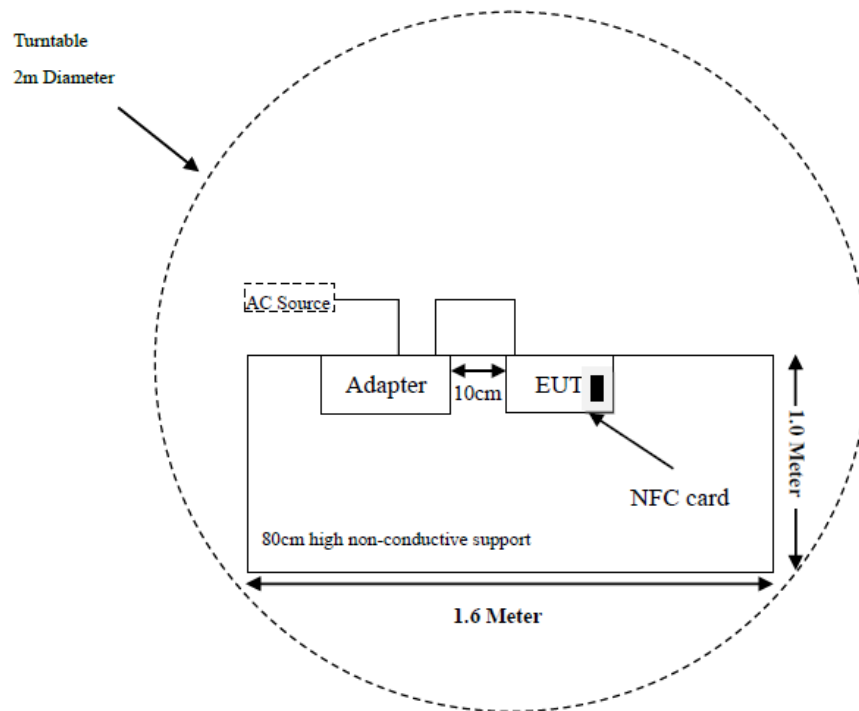 Turntable
2m Diameter
AC Source
Adapter
10cm
EUT
NFC card
1.0 Meter
80cm high non-conductive support
1.6 Meter